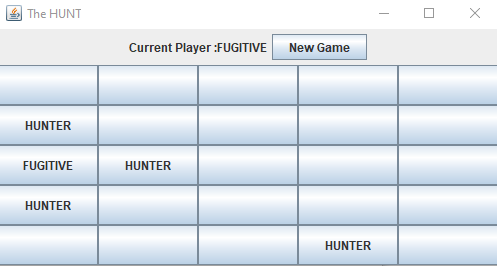 The HUNT
Current Player :FUGITIVE New Game
HUNTER
FUGITIVE HUNTER
HUNTER
HUNTER